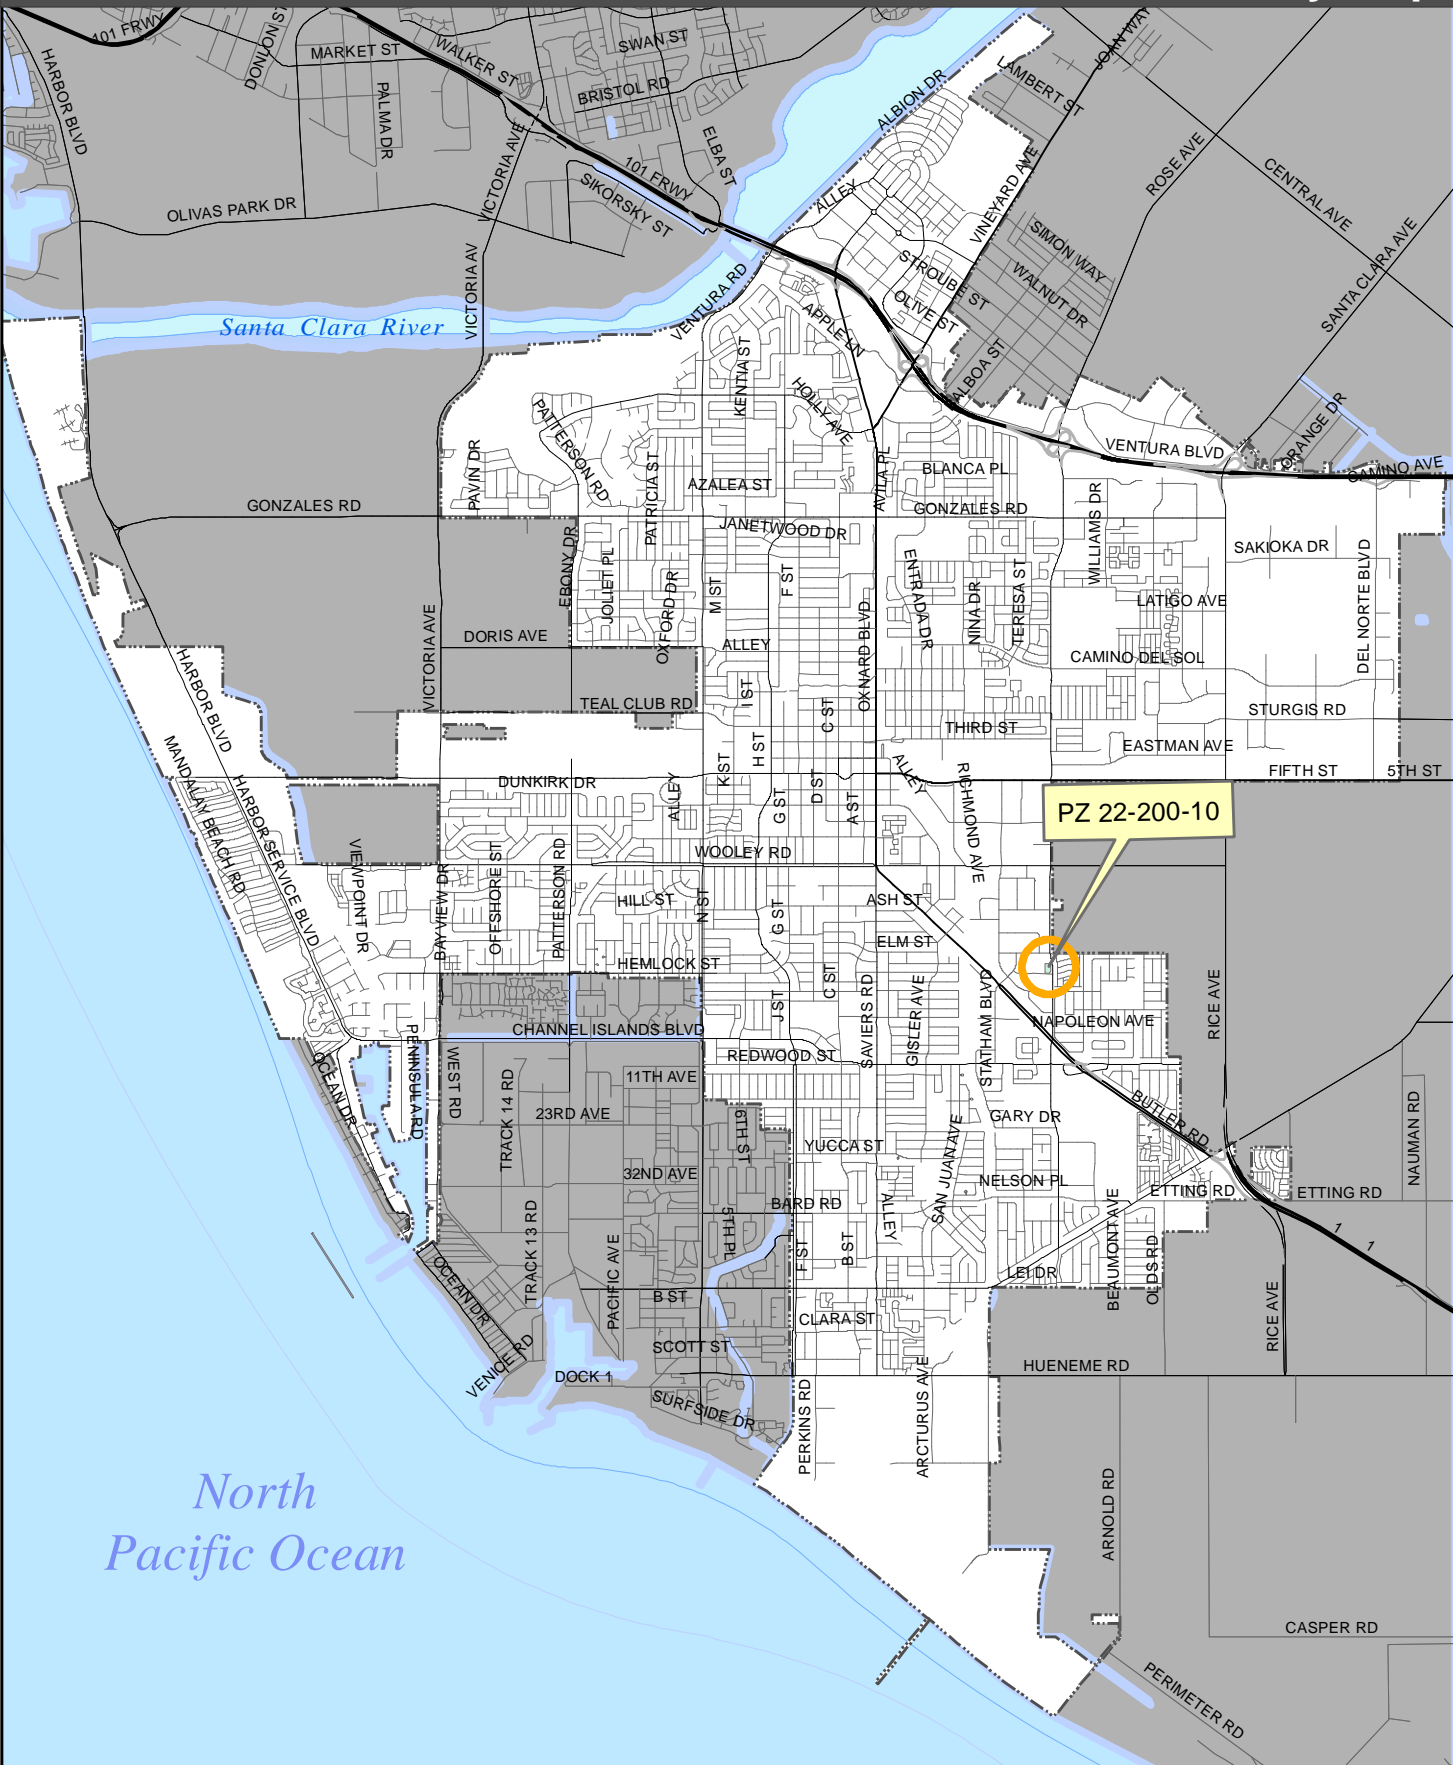 101 FRWY
HARBOR BLVD
DONLON ST
MARKET ST
PALMA DR
WALKER ST
SWAN ST
BRISTOL RD
VICTORIA AVE
ELBA ST
101 FRWY
SIKORSKY ST
OLIVAS PARK DR
ALBION DR
ALLEY
LAMBERT ST
JOAN WAY
VINEYARD AVE
ROSE AVE
CENTRAL AVE
SANTA CLARA AVE
SIMON WAY
WALNUT DR
STROUBE ST
OLIVE ST
VICTORIA AV
Santa Clara River
VENTURA RD
APPLE LN
KENTIA ST
HOLLY AVE
BALBOA ST
ORANGE DR
VENTURA BLVD
CAMINO AVE
PATTERSON RD
PAVIN DR
PATRICIA ST
AZALEA ST
AVILA PL
BLANCA PL
GONZALES RD
GONZALES RD
JANETWOOD DR
WILLIAMS DR
SAKIOKA DR
DEL NORTE BLVD
EBONY DR
JOLIET PL
OXFORD DR
M ST
F ST
ENTRADA DR
NINA DR
TERESA ST
LATIGO AVE
VICTORIA AVE
DORIS AVE
ALLEY
OXNARD BLVD
CAMINO DEL SOL
HARBOR BLVD
TEAL CLUB RD
I ST
C ST
THIRD ST
STURGIS RD
EASTMAN AVE
H ST
K ST
MANDALAY BEACH RD
HARBOR SERVICE BLVD
DUNKIRK DR
ALLEY
G ST
D ST
A ST
ALLEY
RICHMOND AVE
FIFTH ST
5TH ST
PZ 22-200-10
VIEWPOINT DR
BAYVIEW DR
OFFSHORE ST
PATTERSON RD
WOOLEY RD
HILL ST
N ST
G ST
ASH ST
ELM ST
HEMLOCK ST
J ST
C ST
SAVIERS RD
GISLER AVE
STATHAM BLVD
NAPOLEON AVE
RICE AVE
CHANNEL ISLANDS BLVD
REDWOOD ST
PENINSULA RD
OCEAN DR
WEST RD
TRACK 14 RD
11TH AVE
23RD AVE
6TH ST
YUCCA ST
SAN JUAN AVE
GARY DR
BUTLER RD
NAUMAN RD
32ND AVE
NELSON PL
BARD RD
ALLEY
ETTING RD
ETTING RD
TRACK 13 RD
PACIFIC AVE
5TH PL
F ST
B ST
BEAUMONT AVE
OLDS RD
LEI DR
1
1
OCEAN DR
B ST
CLARA ST
RICE AVE
VENICE RD
SCOTT ST
DOCK 1
SURFSIDE DR
PERKINS RD
ARCTURUS AVE
HUENEME RD
ARNOLD RD
North
Pacific Ocean
CASPER RD
PERIMETER RD